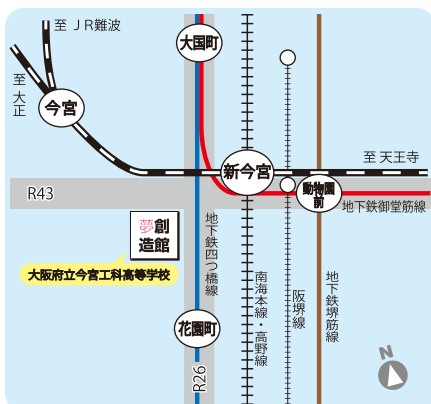 至 ＪＲ難波
大国町
至 大正
今宮
新今宮
至 天王寺
動物園
前
R43
地下鉄御堂筋線
夢創
造館
地下鉄四つ橋線
大阪府立今宮工科高等学校
南海本線・高野線
阪堺線
地下鉄堺筋線
花園町
R26
N